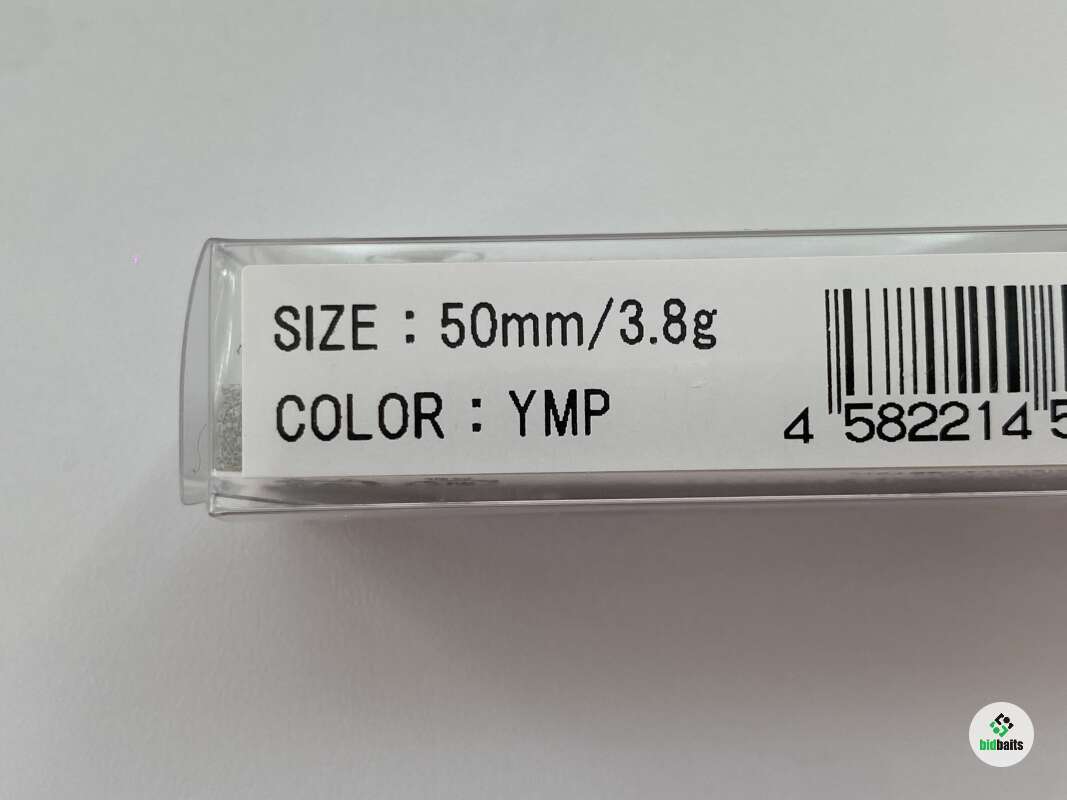 SIZE：50mm/3.8g
COLOR：YMP
4 582214 5
bidbaits